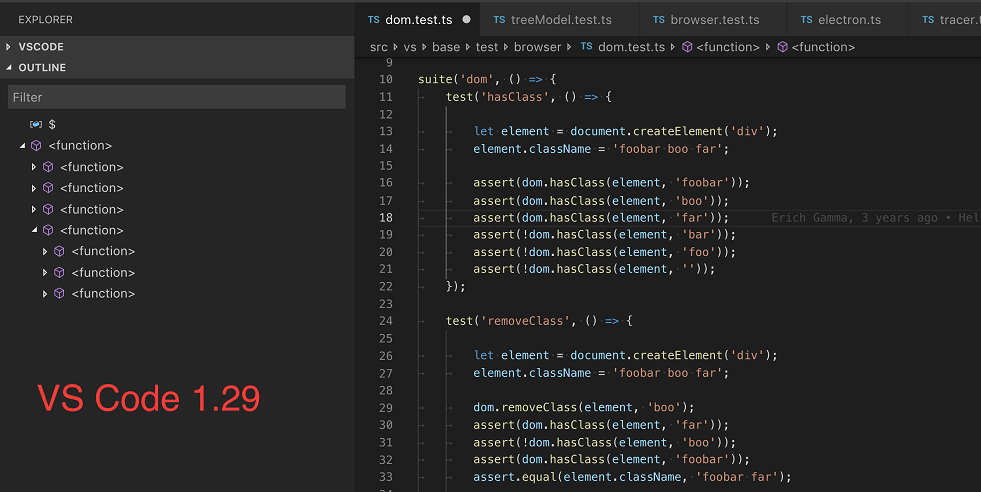 EXPLORER
VSCODE
OUTLINE
Filter
$
<function>
<function>
<function>
<function>
<function>
<function>
<function>
<function>
VS Code 1.29
TS dom.test.ts ● TS treeModel.test.ts TS browser.test.ts TS electron.ts TS tracer.t
src vs base test browser TS dom.test.ts <function> <function>
9
10 suite('dom', () => {
11 test('hasClass', () => {
12
13 let element = document.createElement('div');
14 element.className = 'foobar boo far';
15
16 assert(dom.hasClass(element, 'foobar'));
17 assert(dom.hasClass(element, 'boo'));
18 assert(dom.hasClass(element, 'far')); Erich Gamma, 3 years ago • Hel
19 assert(!dom.hasClass(element, 'bar'));
20 assert(!dom.hasClass(element, 'foo'));
21 assert(!dom.hasClass(element, ''));
22 });
23
24 test('removeClass', () => {
25
26 let element = document.createElement('div');
27 element.className = 'foobar boo far';
28
29 dom.removeClass(element, 'boo');
30 assert(dom.hasClass(element, 'far'));
31 assert(!dom.hasClass(element, 'boo'));
32 assert(dom.hasClass(element, 'foobar'));
33 assert.equal(element.className, 'foobar far');